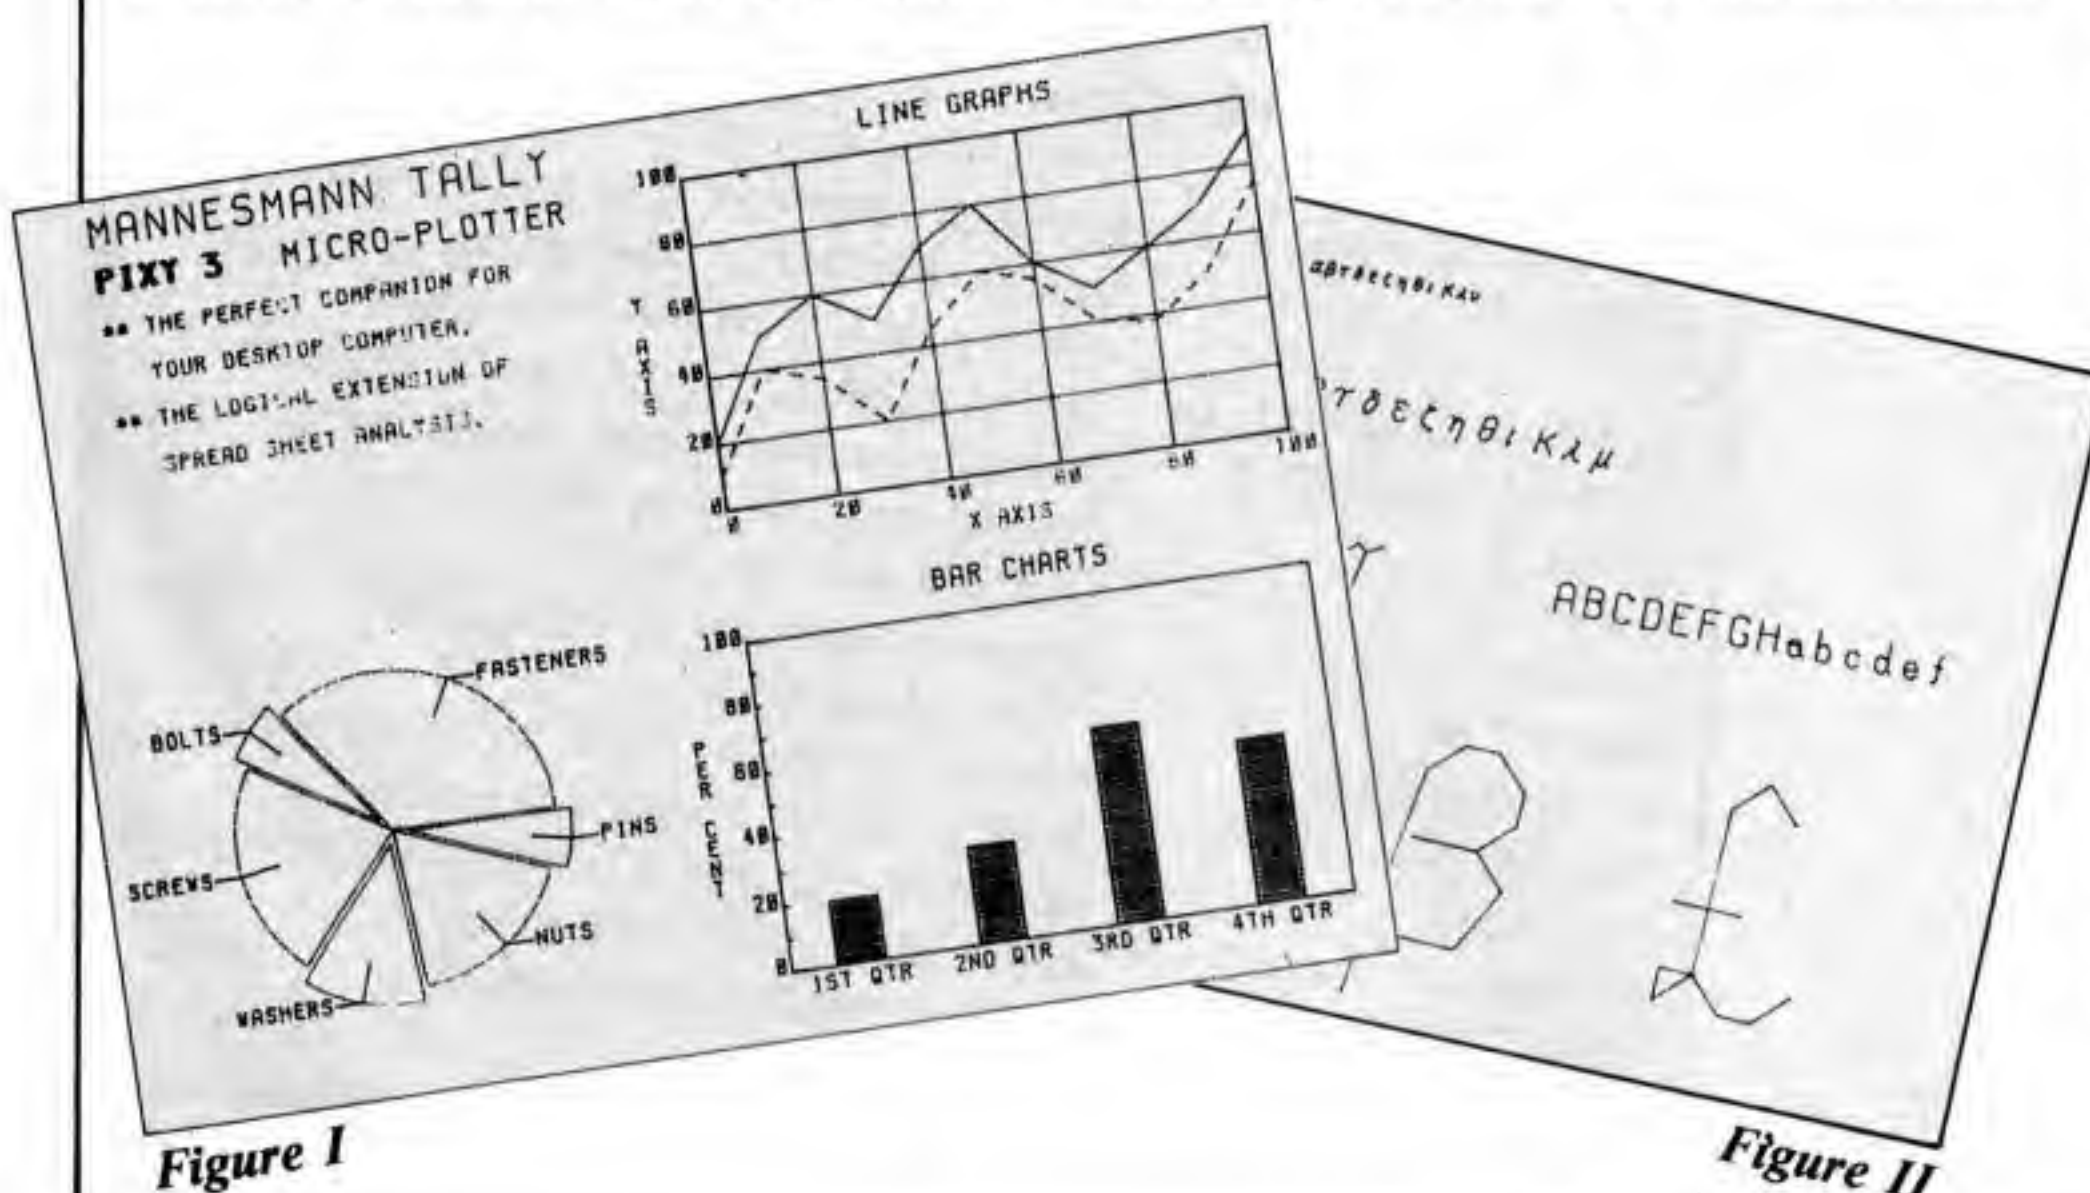 MANNESMANN TALLY
PIXY 3 MICRO-PLOTTER
** THE PERFECT COMPANION FOR
YOUR DESKTOP COMPUTER.
** THE LOGICAL EXTENSION OF
SPREAD SHEET ANALYSIS.
LINE GRAPHS
100
80
60
40
20
0
Y AXIS
0 20 40 60 80 100
X AXIS
FASTENERS
BOLTS
PINS
SCREWS
NUTS
WASHERS
BAR CHARTS
100
80
60
40
20
0
PER CENT
1ST QTR 2ND QTR 3RD QTR 4TH QTR
αβγδεζηθικλμ
γδεζηθικλμ
γ
ABCDEFGHabcdef
Figure I
Figure II